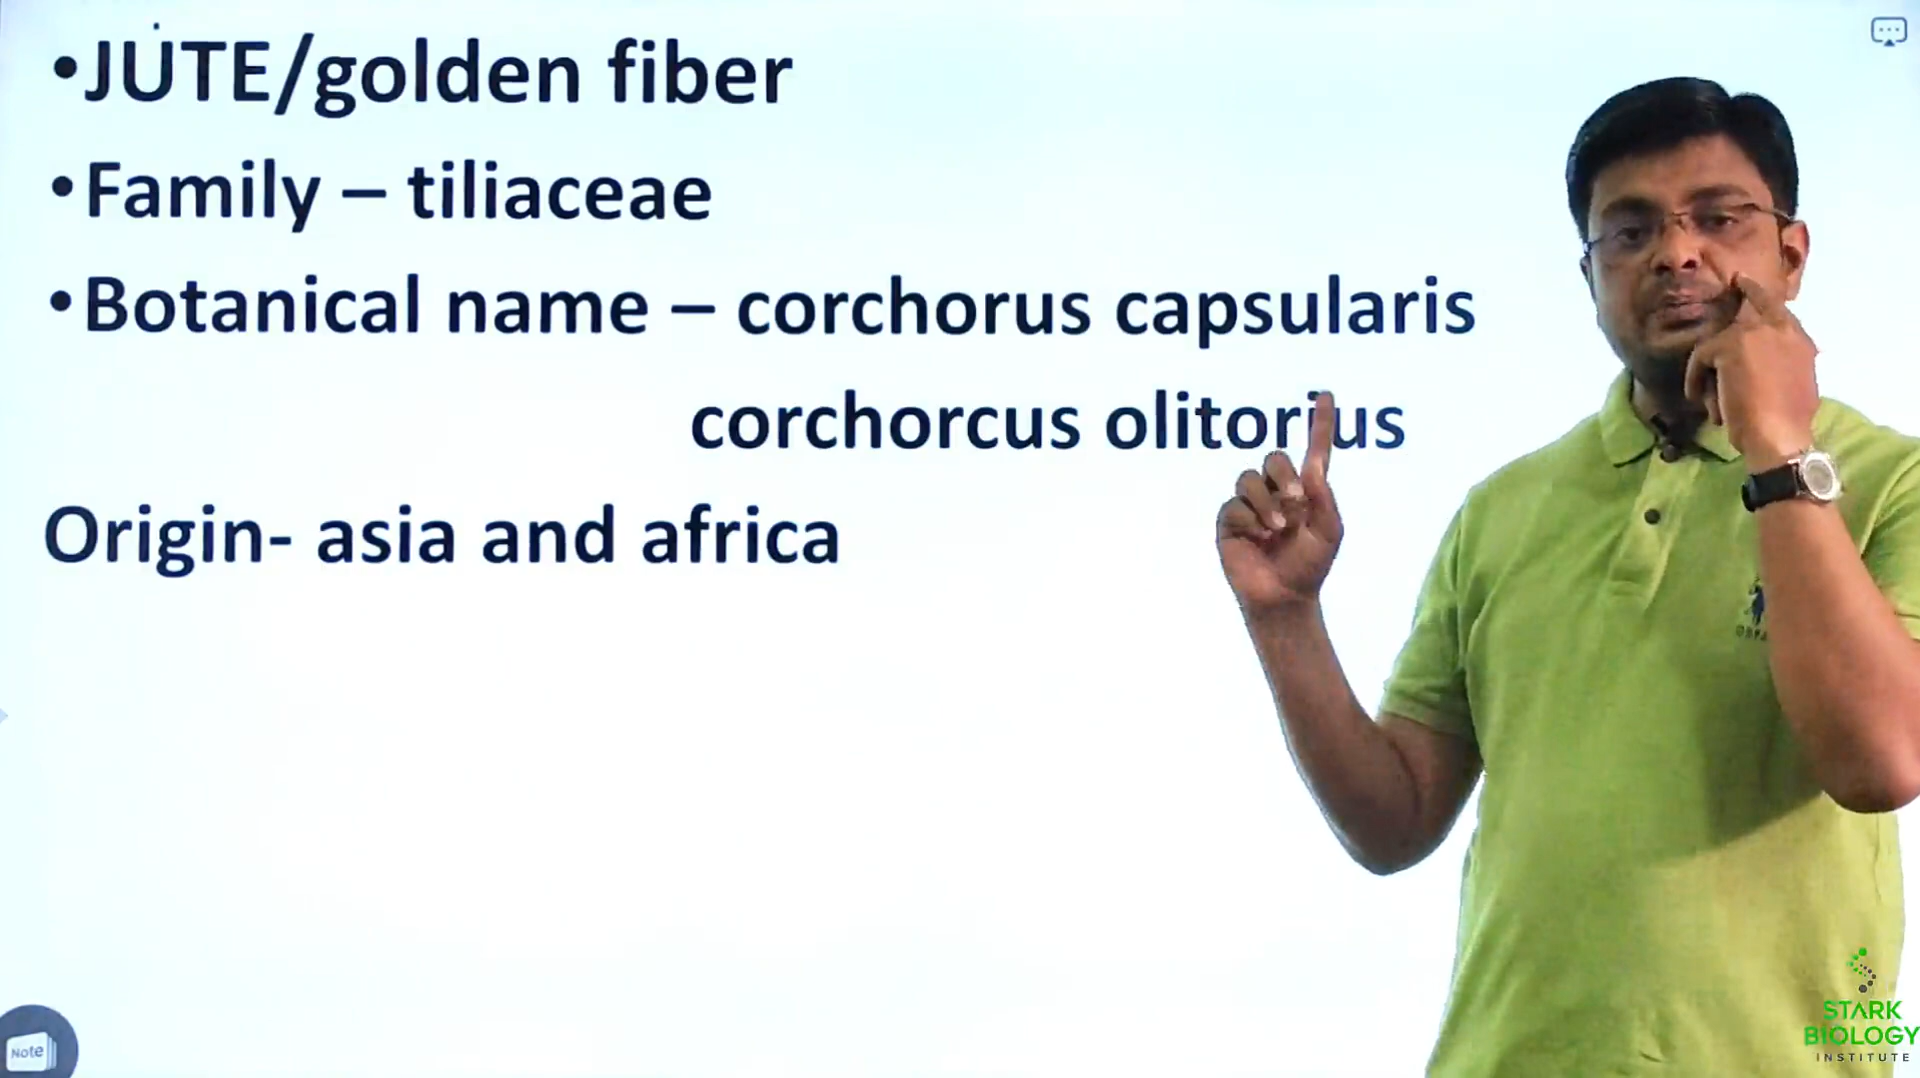 •JUTE/golden fiber
•Family – tiliaceae
•Botanical name – corchorus capsularis
corchorcus olitorius
Origin- asia and africa
Note
STARK
BIOLOGY
INSTITUTE